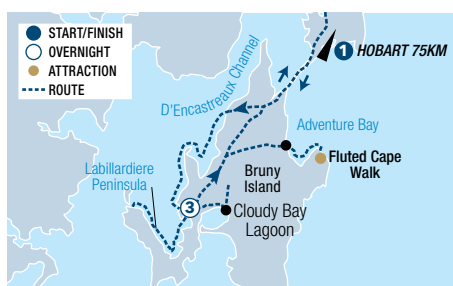 START/FINISH
OVERNIGHT
ATTRACTION
ROUTE
1 HOBART 75KM
D'Encastreaux Channel
Adventure Bay
Fluted Cape
Walk
Labillardiere
Peninsula
Bruny
Island
3
Cloudy Bay
Lagoon